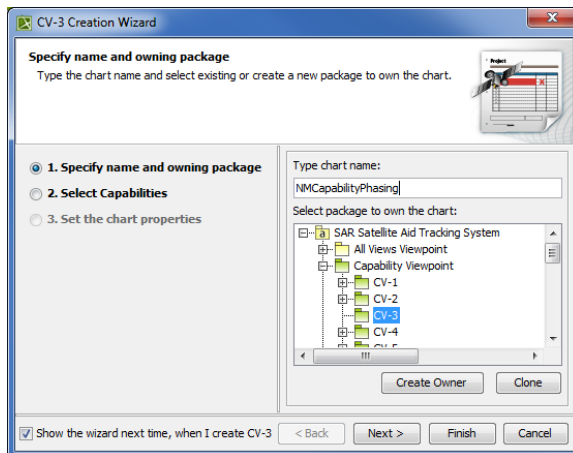 CV-3 Creation Wizard
Specify name and owning package
Type the chart name and select existing or create a new package to own the chart.
Project
1. Specify name and owning package
2. Select Capabilities
3. Set the chart properties
Type chart name:
NMCapabilityPhasing
Select package to own the chart:
SAR Satellite Aid Tracking System
All Views Viewpoint
Capability Viewpoint
CV-1
CV-2
CV-3
CV-4
CV-5
Create Owner
Clone
Show the wizard next time, when I create CV-3
< Back
Next >
Finish
Cancel